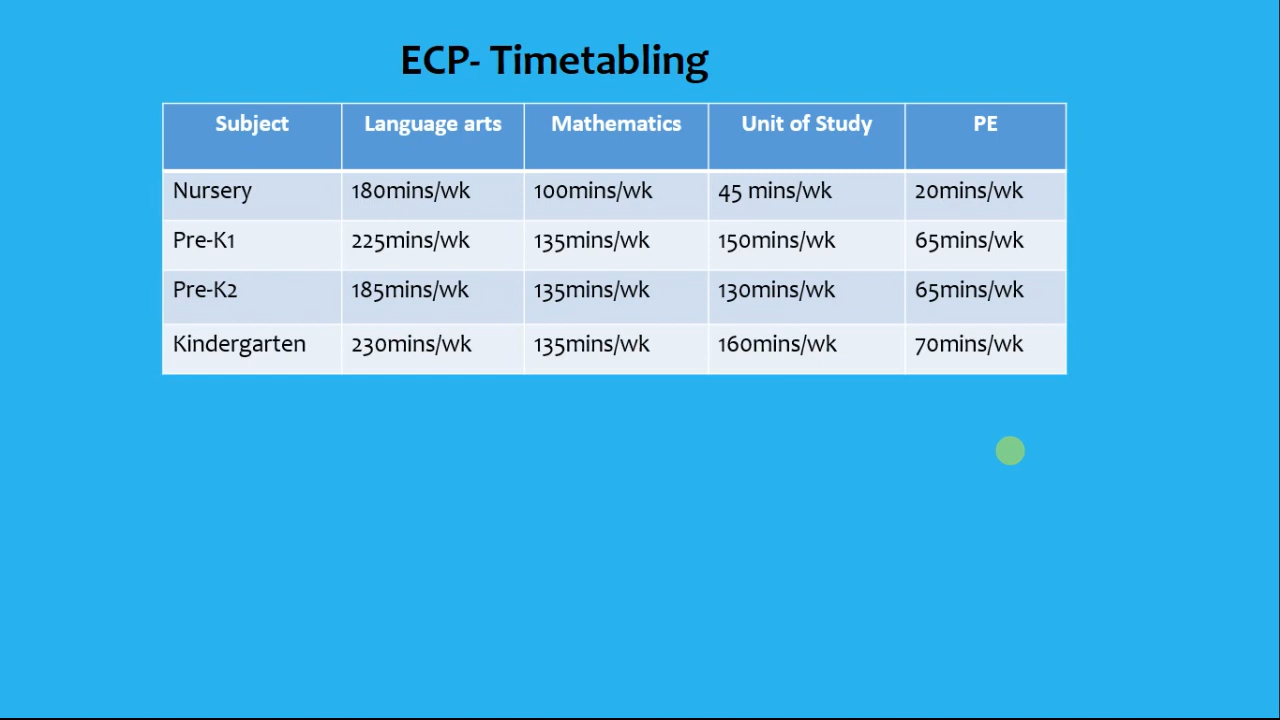 ECP- Timetabling
Subject Language arts Mathematics Unit of Study PE
Nursery 180mins/wk 100mins/wk 45 mins/wk 20mins/wk
Pre-K1 225mins/wk 135mins/wk 150mins/wk 65mins/wk
Pre-K2 185mins/wk 135mins/wk 130mins/wk 65mins/wk
Kindergarten 230mins/wk 135mins/wk 160mins/wk 70mins/wk